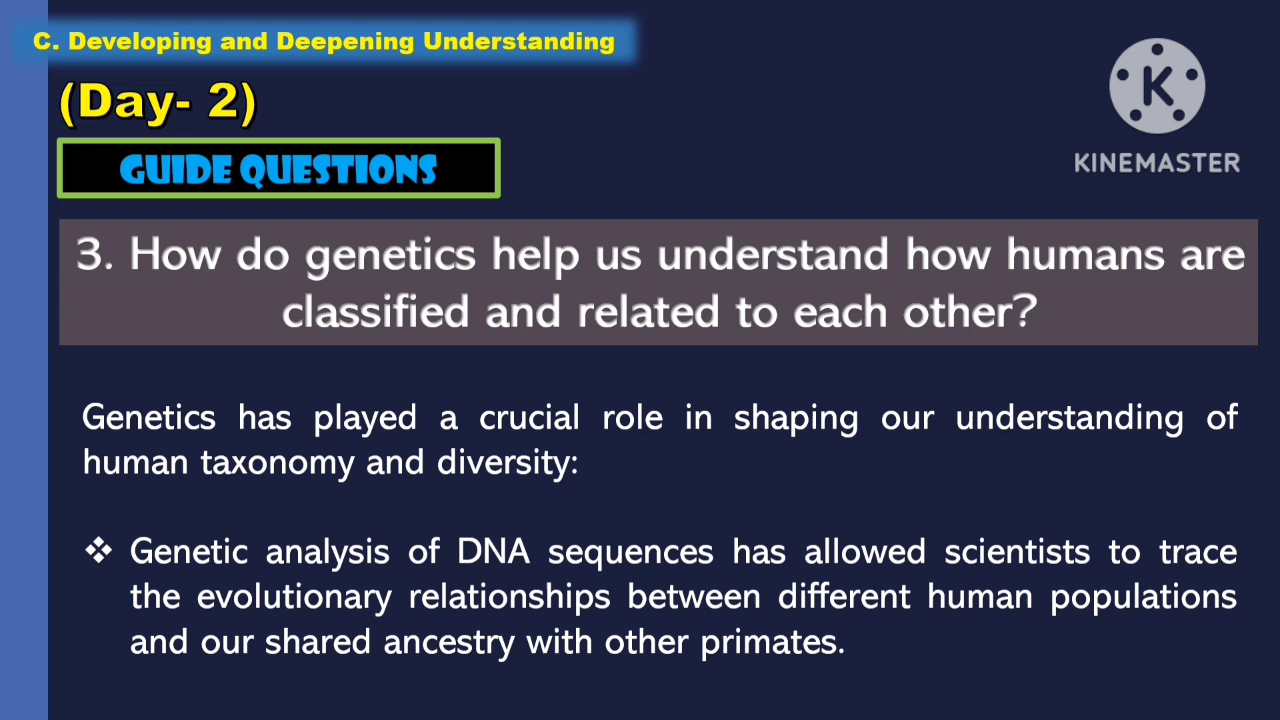 C. Developing and Deepening Understanding
(Day- 2)
GUIDE QUESTIONS
KINEMASTER
3. How do genetics help us understand how humans are
classified and related to each other?
Genetics has played a crucial role in shaping our understanding of
human taxonomy and diversity:
❖ Genetic analysis of DNA sequences has allowed scientists to trace
the evolutionary relationships between different human populations
and our shared ancestry with other primates.